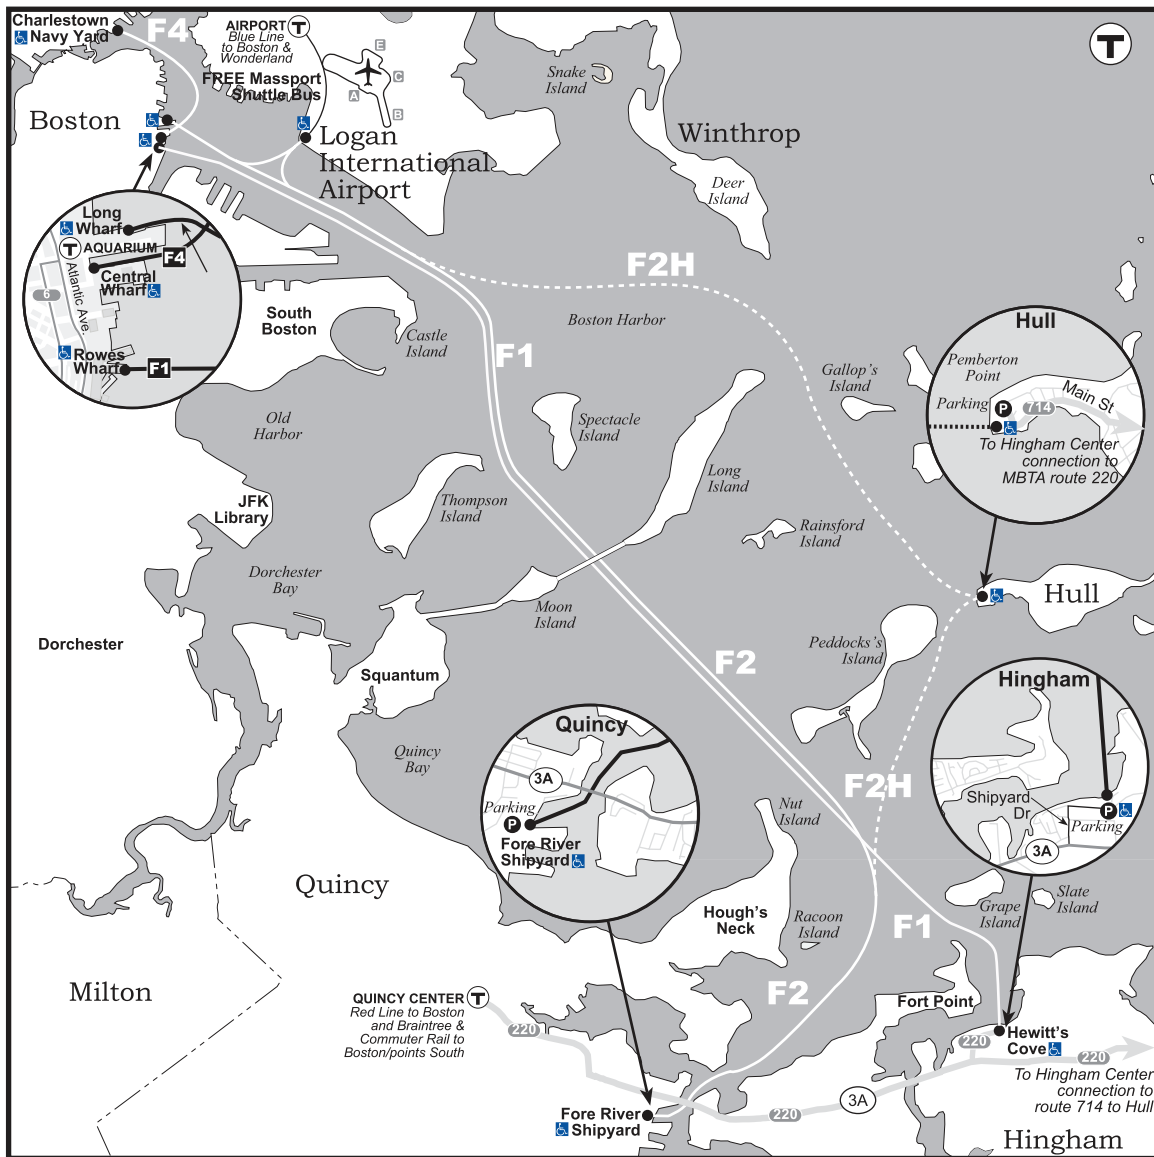 Charlestown
Navy Yard
F4
AIRPORT
T
Blue Line
to Boston &
Wonderland
FREE Massport
Shuttle Bus
E
C
A
B
Snake
Island
T
Boston
Logan
International
Airport
Winthrop
Deer
Island
Long
Wharf
T
AQUARIUM
F4
Central
Wharf
Atlantic Ave.
6
Rowes
Wharf
F1
South
Boston
Castle
Island
F2H
Boston Harbor
F1
Hull
Pemberton
Point
Parking
P
714
Main St
To Hingham Center
connection to
MBTA route 220
Gallop's
Island
Old
Harbor
Spectacle
Island
Long
Island
JFK
Library
Thompson
Island
Rainsford
Island
Dorchester
Bay
Moon
Island
Hull
Dorchester
Squantum
F2
Peddocks's
Island
Hingham
Shipyard
Dr
P
Parking
3A
Quincy
3A
Parking
P
Fore River
Shipyard
Quincy
Bay
F2H
Nut
Island
Quincy
Hough's
Neck
Racoon
Island
F1
Grape
Island
Slate
Island
Milton
QUINCY CENTER
T
Red Line to Boston
and Braintree &
Commuter Rail to
Boston/points South
220
F2
Fort Point
Hewitt's
Cove
220
220
To Hingham Center
connection to
route 714 to Hull
3A
220
Fore River
Shipyard
Hingham